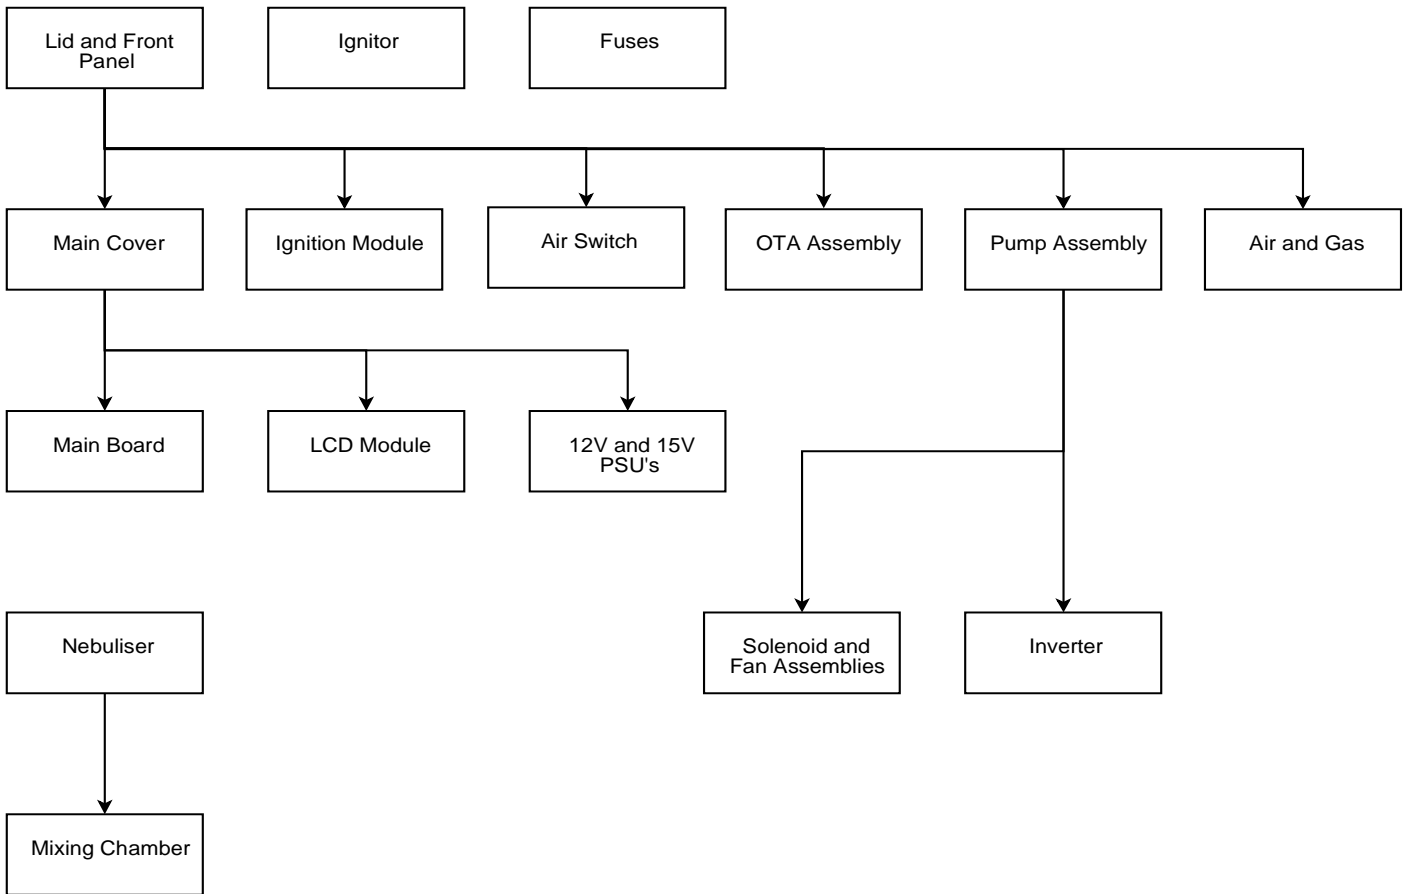 Lid and Front
Panel
Ignitor
Fuses
Main Cover
Ignition Module
Air Switch
OTA Assembly
Pump Assembly
Air and Gas
Main Board
LCD Module
12V and 15V
PSU's
Nebuliser
Solenoid and
Fan Assemblies
Inverter
Mixing Chamber